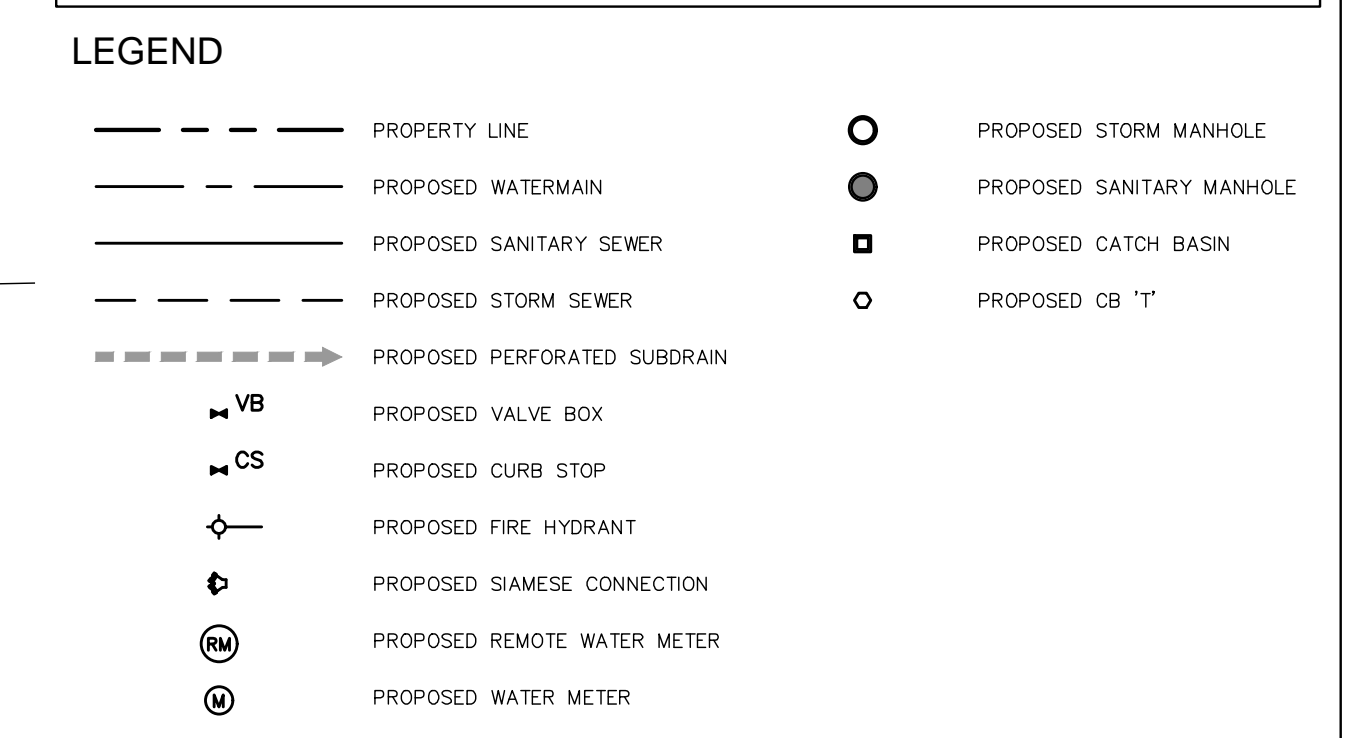 LEGEND
PROPERTY LINE
PROPOSED WATERMAIN
PROPOSED SANITARY SEWER
PROPOSED STORM SEWER
PROPOSED PERFORATED SUBDRAIN
VB PROPOSED VALVE BOX
CS PROPOSED CURB STOP
PROPOSED FIRE HYDRANT
PROPOSED SIAMESE CONNECTION
RM PROPOSED REMOTE WATER METER
M PROPOSED WATER METER
PROPOSED STORM MANHOLE
PROPOSED SANITARY MANHOLE
PROPOSED CATCH BASIN
PROPOSED CB 'T'